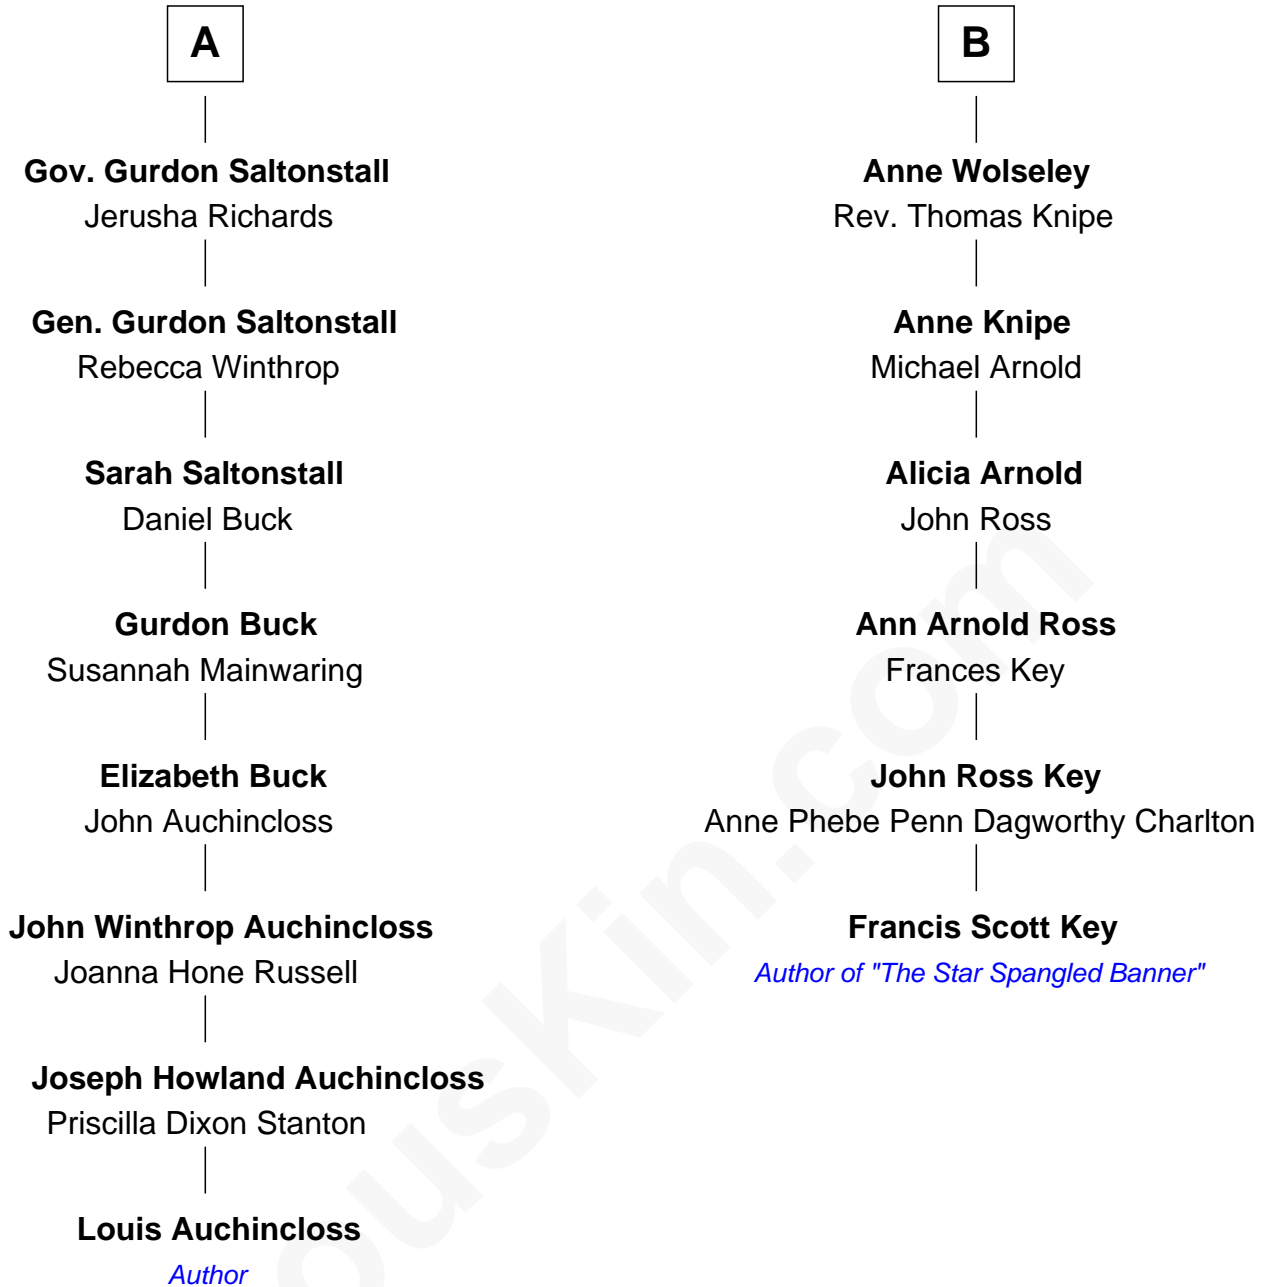 A
Gov. Gurdon Saltonstall
Jerusha Richards
Gen. Gurdon Saltonstall
Rebecca Winthrop
Sarah Saltonstall
Daniel Buck
Gurdon Buck
Susannah Mainwaring
Elizabeth Buck
John Auchincloss
John Winthrop Auchincloss
Joanna Hone Russell
Joseph Howland Auchincloss
Priscilla Dixon Stanton
Louis Auchincloss
Author
B
Anne Wolseley
Rev. Thomas Knipe
Anne Knipe
Michael Arnold
Alicia Arnold
John Ross
Ann Arnold Ross
Frances Key
John Ross Key
Anne Phebe Penn Dagworthy Charlton
Francis Scott Key
Author of "The Star Spangled Banner"
ousKin.com